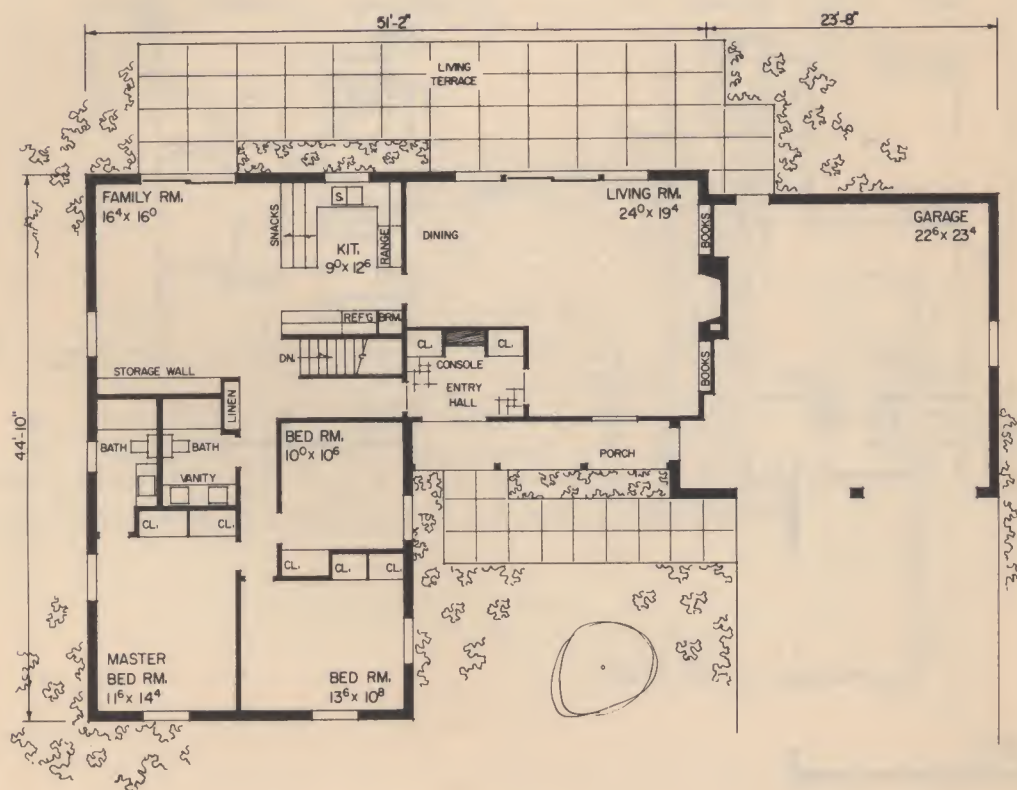 51'-2"
23'-8"
LIVING
TERRACE
FAMILY RM.
16⁴ x 16⁰
SNACKS
S
KIT.
9⁰ x 12⁶
RANGE
DINING
LIVING RM.
24⁰ x 19⁴
BOOKS
GARAGE
22⁶ x 23⁴
REF'G
BRM.
DN.
CL.
CL.
CONSOLE
ENTRY
HALL
BOOKS
STORAGE WALL
LINEN
44'-10"
BATH
BATH
VANITY
BED RM.
10⁰ x 10⁶
PORCH
CL.
CL.
CL.
CL.
CL.
MASTER
BED RM.
11⁶ x 14⁴
BED RM.
13⁶ x 10⁸